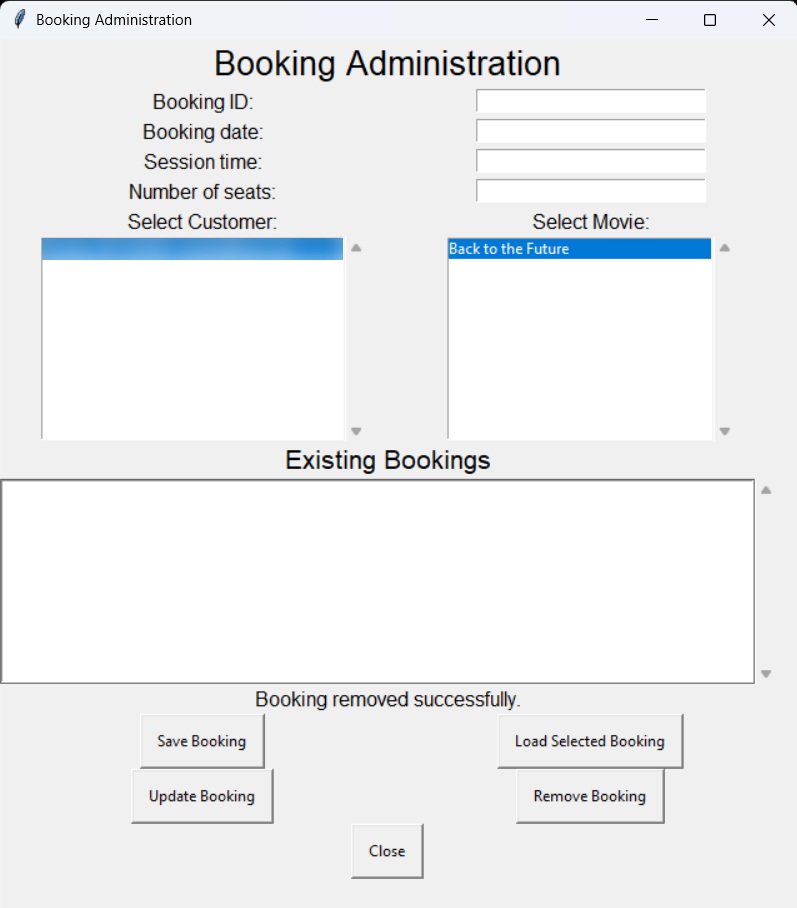 Booking Administration
Booking Administration
Booking ID:
Booking date:
Session time:
Number of seats:
Select Customer: Select Movie:
Back to the Future
Existing Bookings
Booking removed successfully.
Save Booking Load Selected Booking
Update Booking Remove Booking
Close